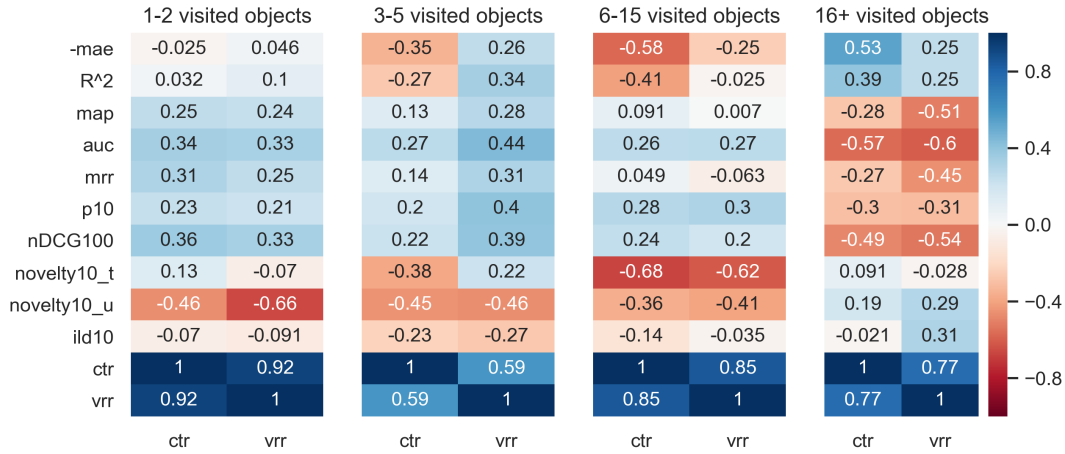 1-2 visited objects 3-5 visited objects 6-15 visited objects 16+ visited objects
-mae -0.025 0.046 -0.35 0.26 -0.58 -0.25 0.53 0.25
R^2 0.032 0.1 -0.27 0.34 -0.41 -0.025 0.39 0.25 0.8
map 0.25 0.24 0.13 0.28 0.091 0.007 -0.28 -0.51
auc 0.34 0.33 0.27 0.44 0.26 0.27 -0.57 -0.6 0.4
mrr 0.31 0.25 0.14 0.31 0.049 -0.063 -0.27 -0.45
p10 0.23 0.21 0.2 0.4 0.28 0.3 -0.3 -0.31 0.0
nDCG100 0.36 0.33 0.22 0.39 0.24 0.2 -0.49 -0.54
novelty10_t 0.13 -0.07 -0.38 0.22 -0.68 -0.62 0.091 -0.028
novelty10_u -0.46 -0.66 -0.45 -0.46 -0.36 -0.41 0.19 0.29 −0.4
ild10 -0.07 -0.091 -0.23 -0.27 -0.14 -0.035 -0.021 0.31
ctr 1 0.92 1 0.59 1 0.85 1 0.77 −0.8
vrr 0.92 1 0.59 1 0.85 1 0.77 1
ctr vrr ctr vrr ctr vrr ctr vrr